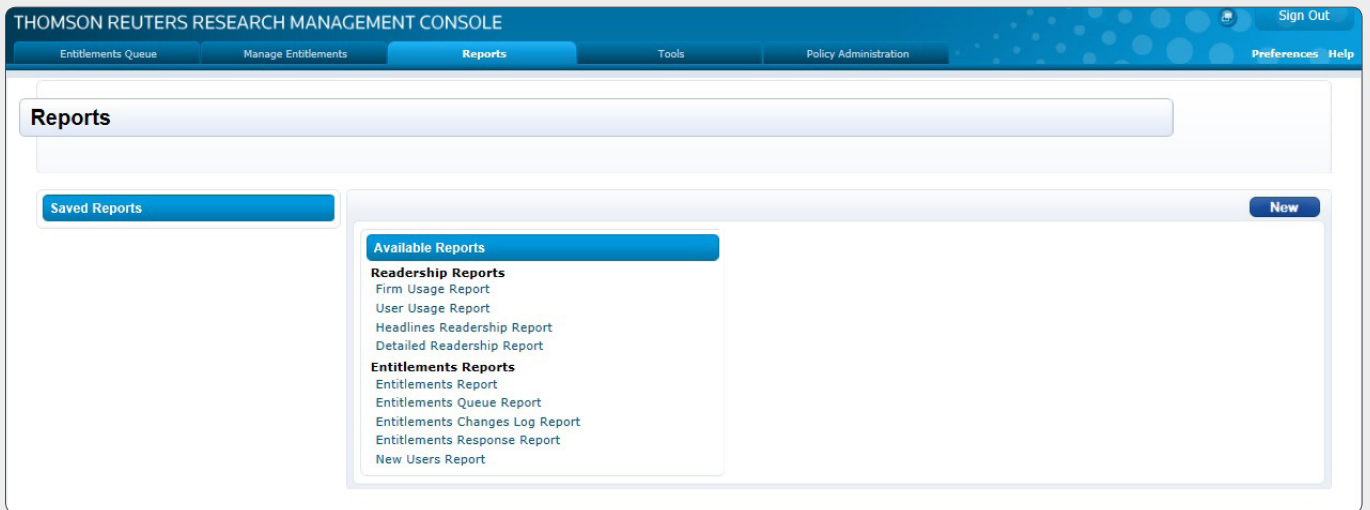 THOMSON REUTERS RESEARCH MANAGEMENT CONSOLE
Sign Out
Entitlements Queue
Manage Entitlements
Reports
Tools
Policy Administration
Preferences
Help
Reports
Saved Reports
New
Available Reports
Readership Reports
Firm Usage Report
User Usage Report
Headlines Readership Report
Detailed Readership Report
Entitlements Reports
Entitlements Report
Entitlements Queue Report
Entitlements Changes Log Report
Entitlements Response Report
New Users Report